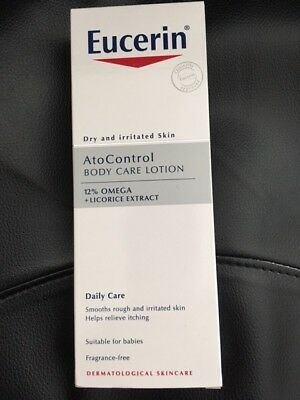 Eucerin®
Dry and irritated Skin
AtoControl
BODY CARE LOTION
12% OMEGA
+LICORICE EXTRACT
Daily Care
Smooths rough and irritated skin
Helps relieve itching
Suitable for babies
Fragrance-free
DERMATOLOGICAL SKINCARE